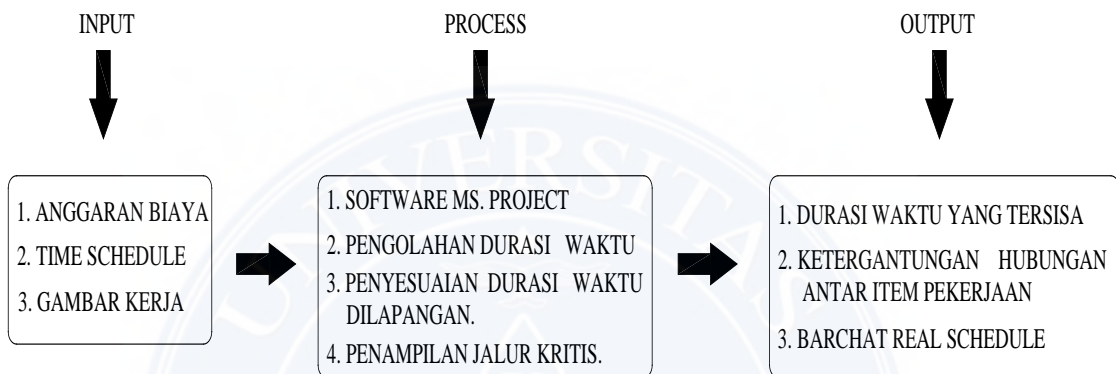 INPUT
PROCESS
OUTPUT
1. ANGGARAN BIAYA
2. TIME SCHEDULE
3. GAMBAR KERJA
1. SOFTWARE MS. PROJECT
2. PENGOLAHAN DURASI WAKTU
3. PENYESUAIAN DURASI WAKTU
DILAPANGAN.
4. PENAMPILAN JALUR KRITIS.
1. DURASI WAKTU YANG TERSISA
2. KETERGANTUNGAN HUBUNGAN
ANTAR ITEM PEKERJAAN
3. BARCHAT REAL SCHEDULE
UNIVERSITAS